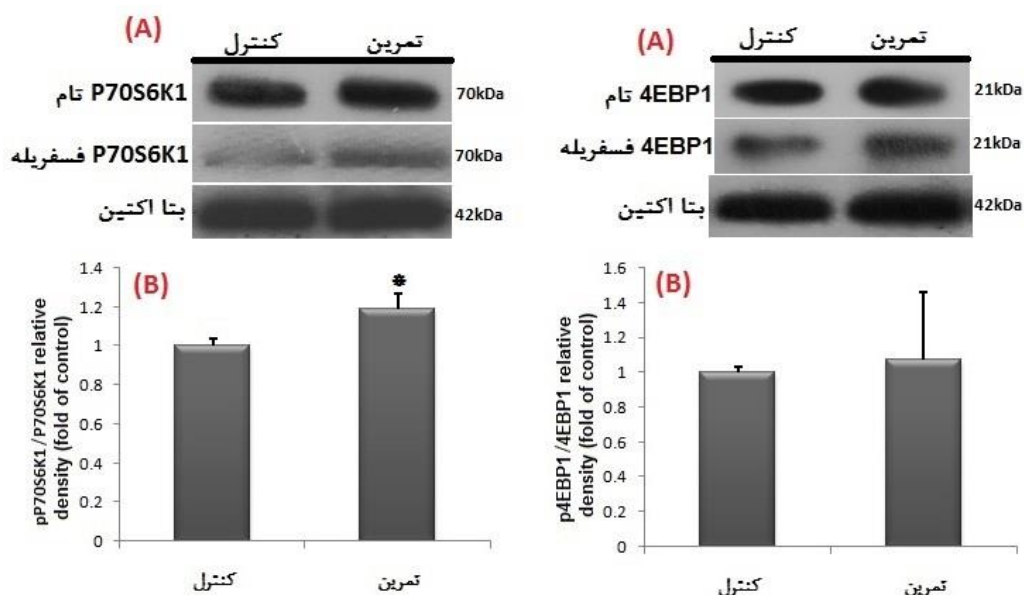 (A)
کنترل تمرین
P70S6K1 تام 70kDa
P70S6K1 فسفریله 70kDa
بتا اکتین 42kDa
(B)
pP70S6K1/P70S6K1 relative
density (fold of control)
1.4
1.2
1
0.8
0.6
0.4
0.2
0
*
کنترل تمرین
(A)
کنترل تمرین
4EBP1 تام 21kDa
4EBP1 فسفریله 21kDa
بتا اکتین 42kDa
(B)
p4EBP1/4EBP1 relative
density (fold of control)
1.6
1.4
1.2
1
0.8
0.6
0.4
0.2
0
کنترل تمرین